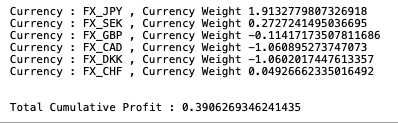 Currency : FX_JPY , Currency Weight 1.9132779807326918
Currency : FX_SEK , Currency Weight 0.2727241495036695
Currency : FX_GBP , Currency Weight -0.11417173507811686
Currency : FX_CAD , Currency Weight -1.060895273747073
Currency : FX_DKK , Currency Weight -1.0602017447613357
Currency : FX_CHF , Currency Weight 0.04926662335016492
Total Cumulative Profit : 0.3906269346241435